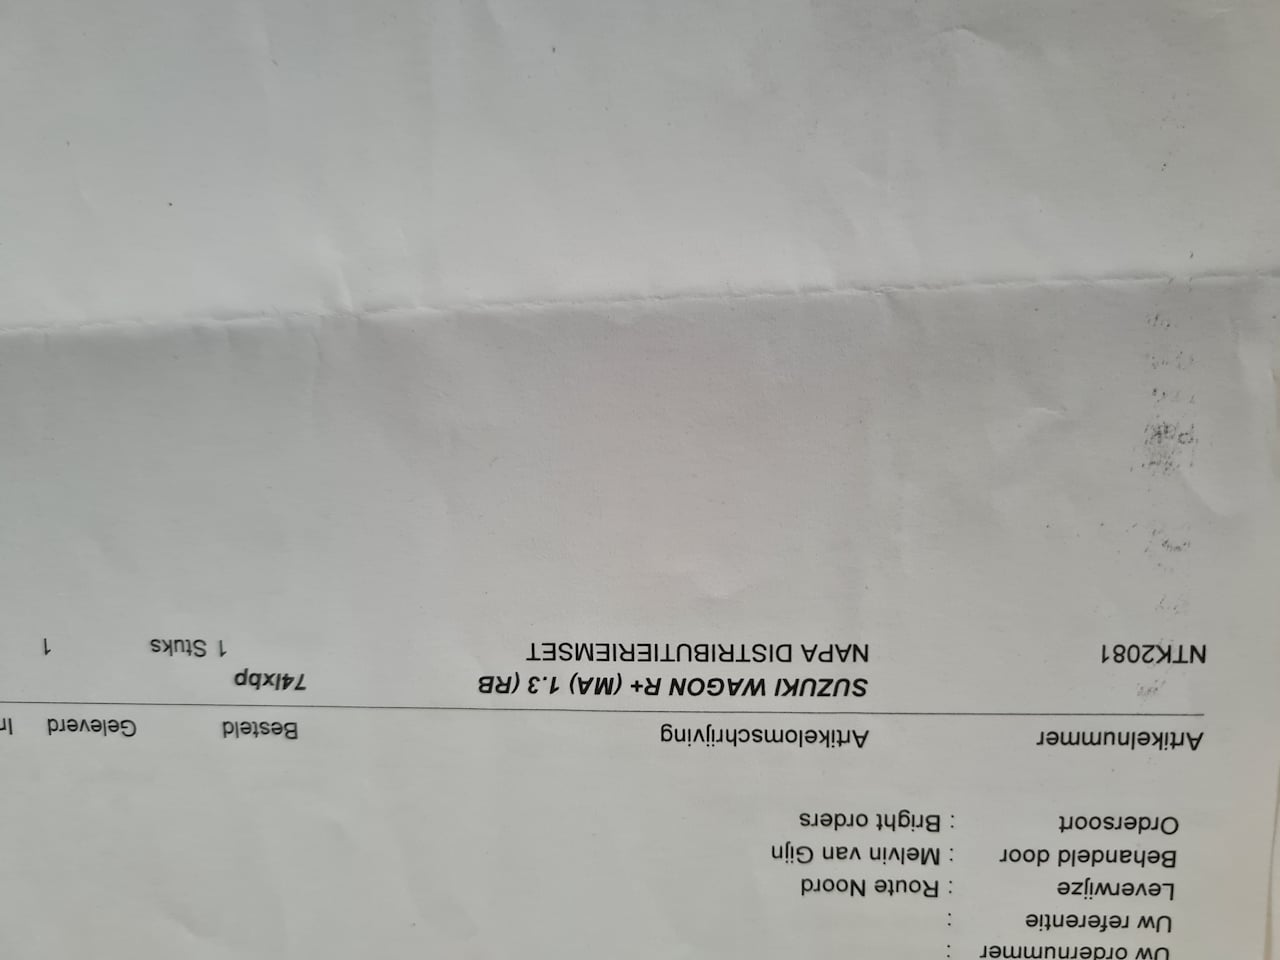 Uw ordernummer :
Uw referentie :
Leverwijze : Route Noord
Behandeld door : Melvin van Gijn
Ordersoort : Bright orders
Artikelnummer Artikelomschrijving Besteld Geleverd
SUZUKI WAGON R+ (MA) 1.3 (RB 74lxbp
NTK2081 NAPA DISTRIBUTIERIEMSET 1 Stuks 1